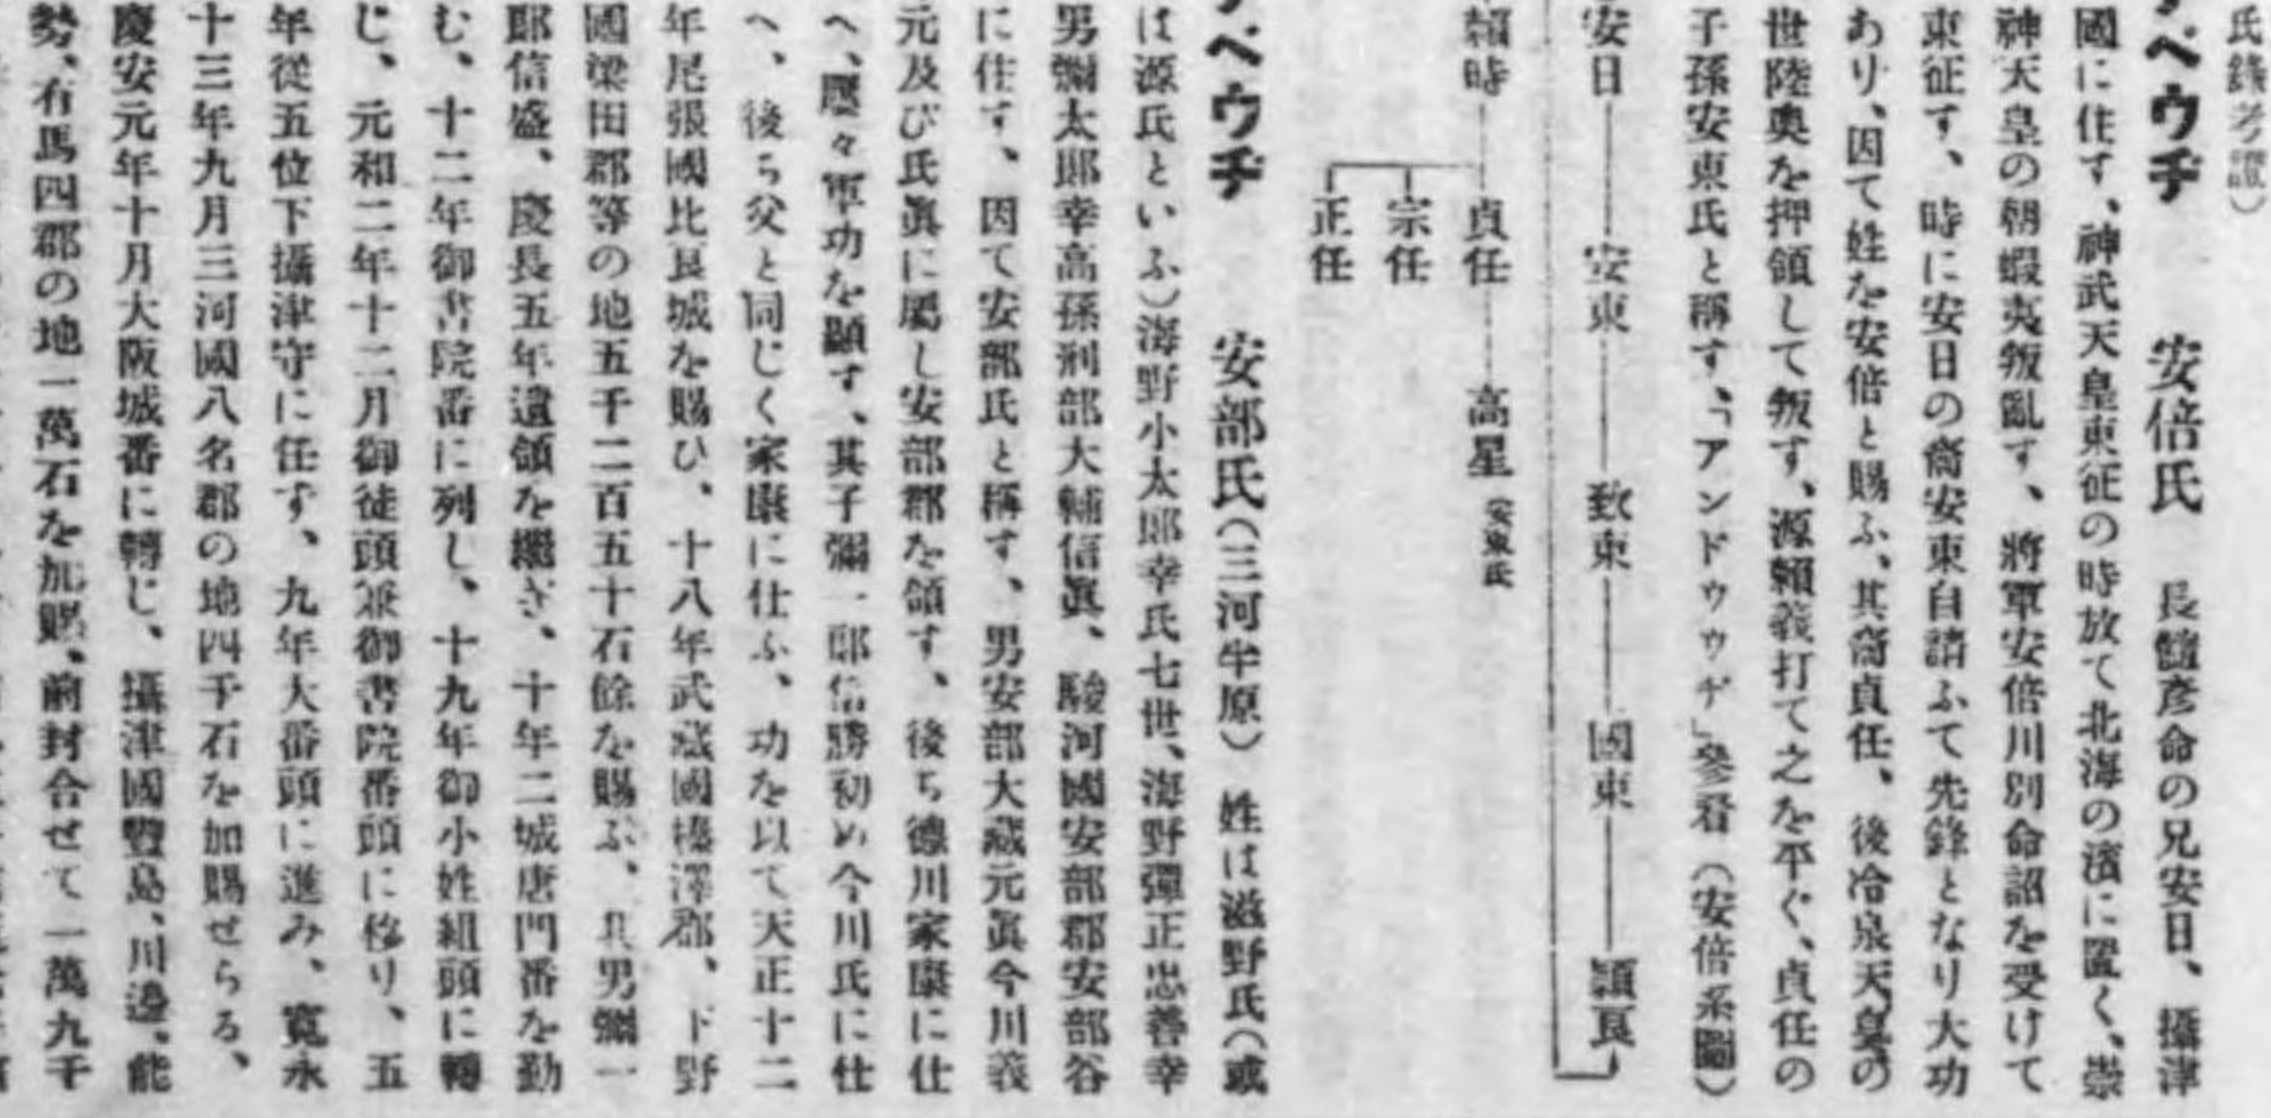 氏錄考證)
ベウヂ 安倍氏 長髓彦命の兄安日、攝津
國に住す、神武天皇東征の時放て北海の濱に置く、崇
神天皇の朝蝦夷叛亂す、將軍安倍川別命詔を受けて
東征す、時に安日の裔安東自請ふて先鋒となり大功
あり、因て姓を安倍と賜ふ、其裔貞任、後冷泉天皇の
世陸奥を押領して叛す、源賴義打て之を平ぐ、貞任の
子孫安東氏と稱す、「アンドウウヂ」參看(安倍系圖)
安日 安東 致東 國東 頴良
賴時 貞任 高星(安東氏)
宗任
正任
ベウヂ 安部氏(三河半原) 姓は滋野氏(或
は源氏といふ)海野小太郎幸氏七世、海野彈正忠善幸
男彌太郎幸高孫刑部大輔信眞、駿河國安部郡安部谷
に住す、因て安部氏と稱す、男安部大藏元眞今川義
元及び氏眞に屬し安部郡を領す、後ち德川家康に仕
へ、屢々軍功を顯す、其子彌一郎信勝初め今川氏に仕
へ、後ち父と同じく家康に仕ふ、功を以て天正十二
年尾張國比良城を賜ひ、十八年武藏國榛澤郡、下野
國梁田郡等の地五千二百五十石餘を賜ふ、其男彌一
郎信盛、慶長五年遺領を繼ぎ、十年二城唐門番を勤
む、十二年御書院番に列し、十九年御小姓組頭に轉
じ、元和二年十二月御徒頭兼御書院番頭に移り、五
年從五位下攝津守に任す、九年大番頭に進み、寬永
十三年九月三河國八名郡の地四千石を加賜せらる、
慶安元年十月大阪城番に轉じ、攝津國豐島、川邊、能
勢、有馬四郡の地一萬石を加賜、前封合せて一萬九千